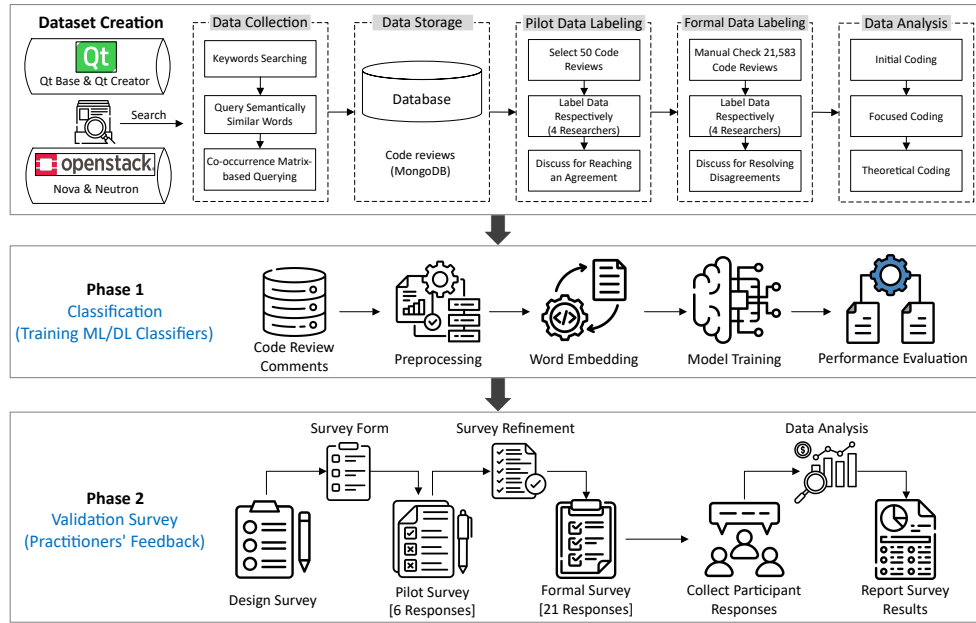 Dataset Creation
Qt
Qt Base & Qt Creator
Search
openstack.
Nova & Neutron
Data Collection
Keywords Searching
Query Semantically
Similar Words
Co-occurrence Matrix-
based Querying
Data Storage
Database
Code reviews
(MongoDB)
Pilot Data Labeling
Select 50 Code
Reviews
Label Data
Respectively
(4 Researchers)
Discuss for Reaching
an Agreement
Formal Data Labeling
Manual Check 21,583
Code Reviews
Label Data
Respectively
(4 Researchers)
Discuss for Resolving
Disagreements
Data Analysis
Initial Coding
Focused Coding
Theoretical Coding
Phase 1
Classification
(Training ML/DL Classifiers)
Code Review
Comments
Preprocessing
Word Embedding
Model Training
Performance Evaluation
Phase 2
Validation Survey
(Practitioners' Feedback)
Design Survey
Survey Form
Pilot Survey
[6 Responses]
Survey Refinement
Formal Survey
[21 Responses]
Collect Participant
Responses
Data Analysis
Report Survey
Results